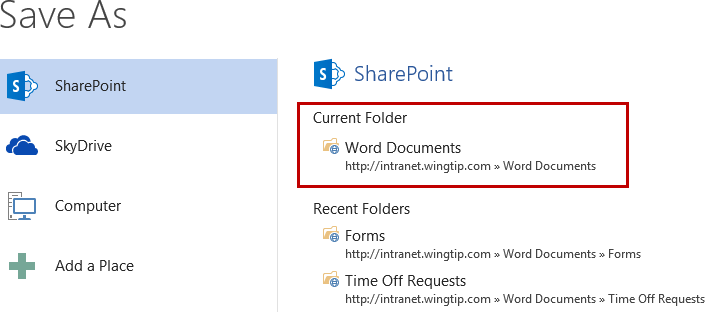 Save As
SharePoint
SkyDrive
Computer
Add a Place
SharePoint
Current Folder
Word Documents
http://intranet.wingtip.com » Word Documents
Recent Folders
Forms
http://intranet.wingtip.com » Word Documents » Forms
Time Off Requests
http://intranet.wingtip.com » Word Documents » Time Off Requests